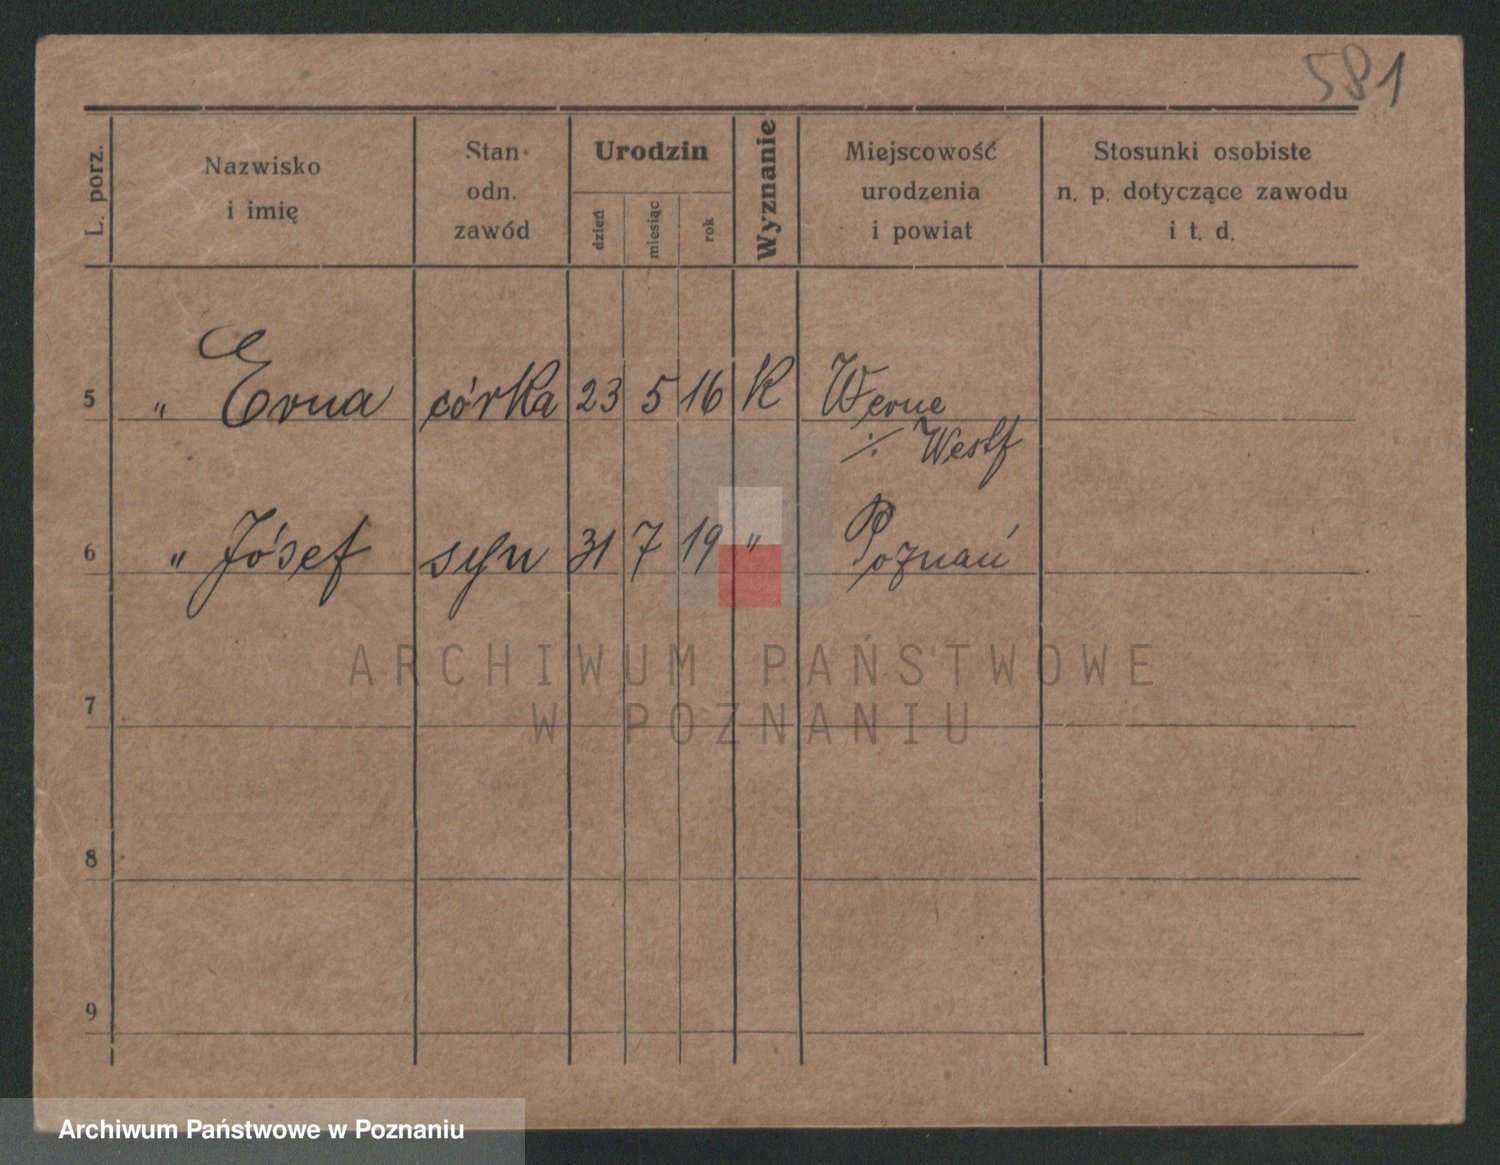 581
L. porz.
Nazwisko
i imię
Stan
odn.
zawód
Urodzin
dzień
miesiąc
rok
Wyznanie
Miejscowość
urodzenia
i powiat
Stosunki osobiste
n. p. dotyczące zawodu
i t. d.
5 " Erna córka 23 5 16 K Werne
./. Westf
6 " Józef syn 31 7 19 " Poznań
7
8
9
ARCHIWUM PAŃSTWOWE
W POZNANIU
Archiwum Państwowe w Poznaniu